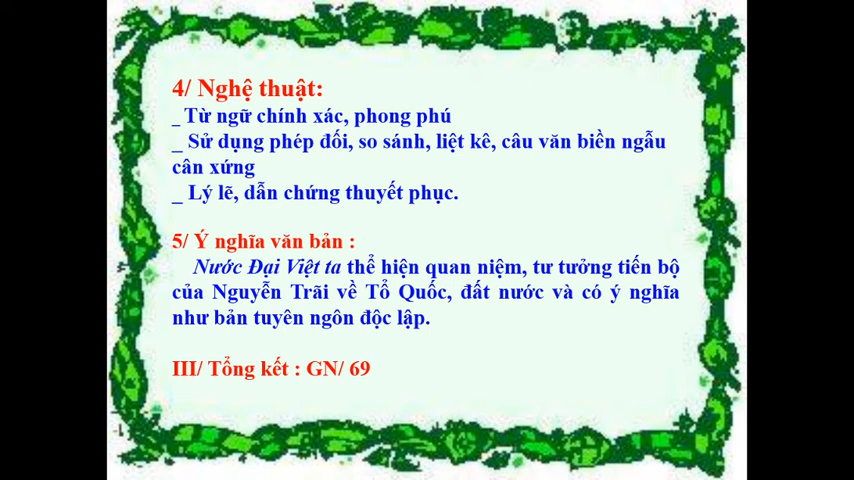 4/ Nghệ thuật:
_ Từ ngữ chính xác, phong phú
_ Sử dụng phép đối, so sánh, liệt kê, câu văn biền ngẫu
cân xứng
_ Lý lẽ, dẫn chứng thuyết phục.
5/ Ý nghĩa văn bản :
Nước Đại Việt ta thể hiện quan niệm, tư tưởng tiến bộ
của Nguyễn Trãi về Tổ Quốc, đất nước và có ý nghĩa
như bản tuyên ngôn độc lập.
III/ Tổng kết : GN/ 69